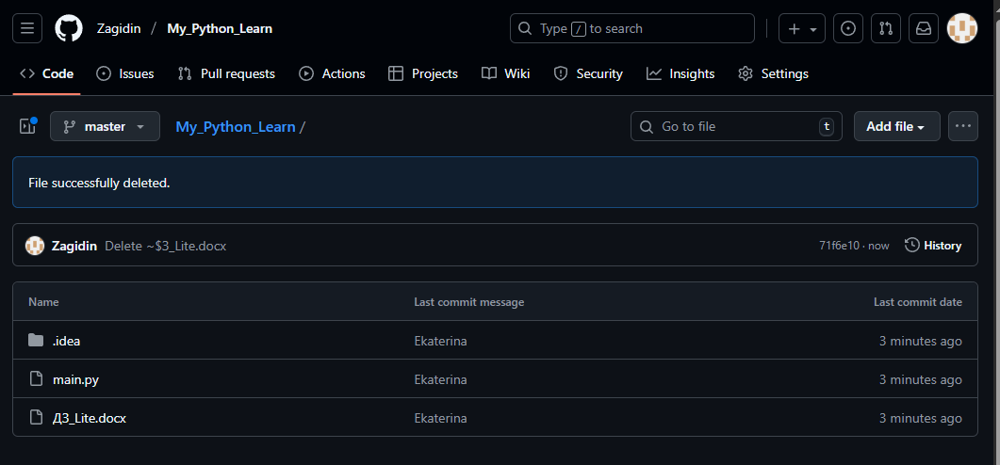 Zagidin / My_Python_Learn Type / to search
Code Issues Pull requests Actions Projects Wiki Security Insights Settings
master My_Python_Learn / Go to file t Add file
File successfully deleted.
Zagidin Delete ~$З_Lite.docx 71f6e10 · now History
Name Last commit message Last commit date
.idea Ekaterina 3 minutes ago
main.py Ekaterina 3 minutes ago
ДЗ_Lite.docx Ekaterina 3 minutes ago